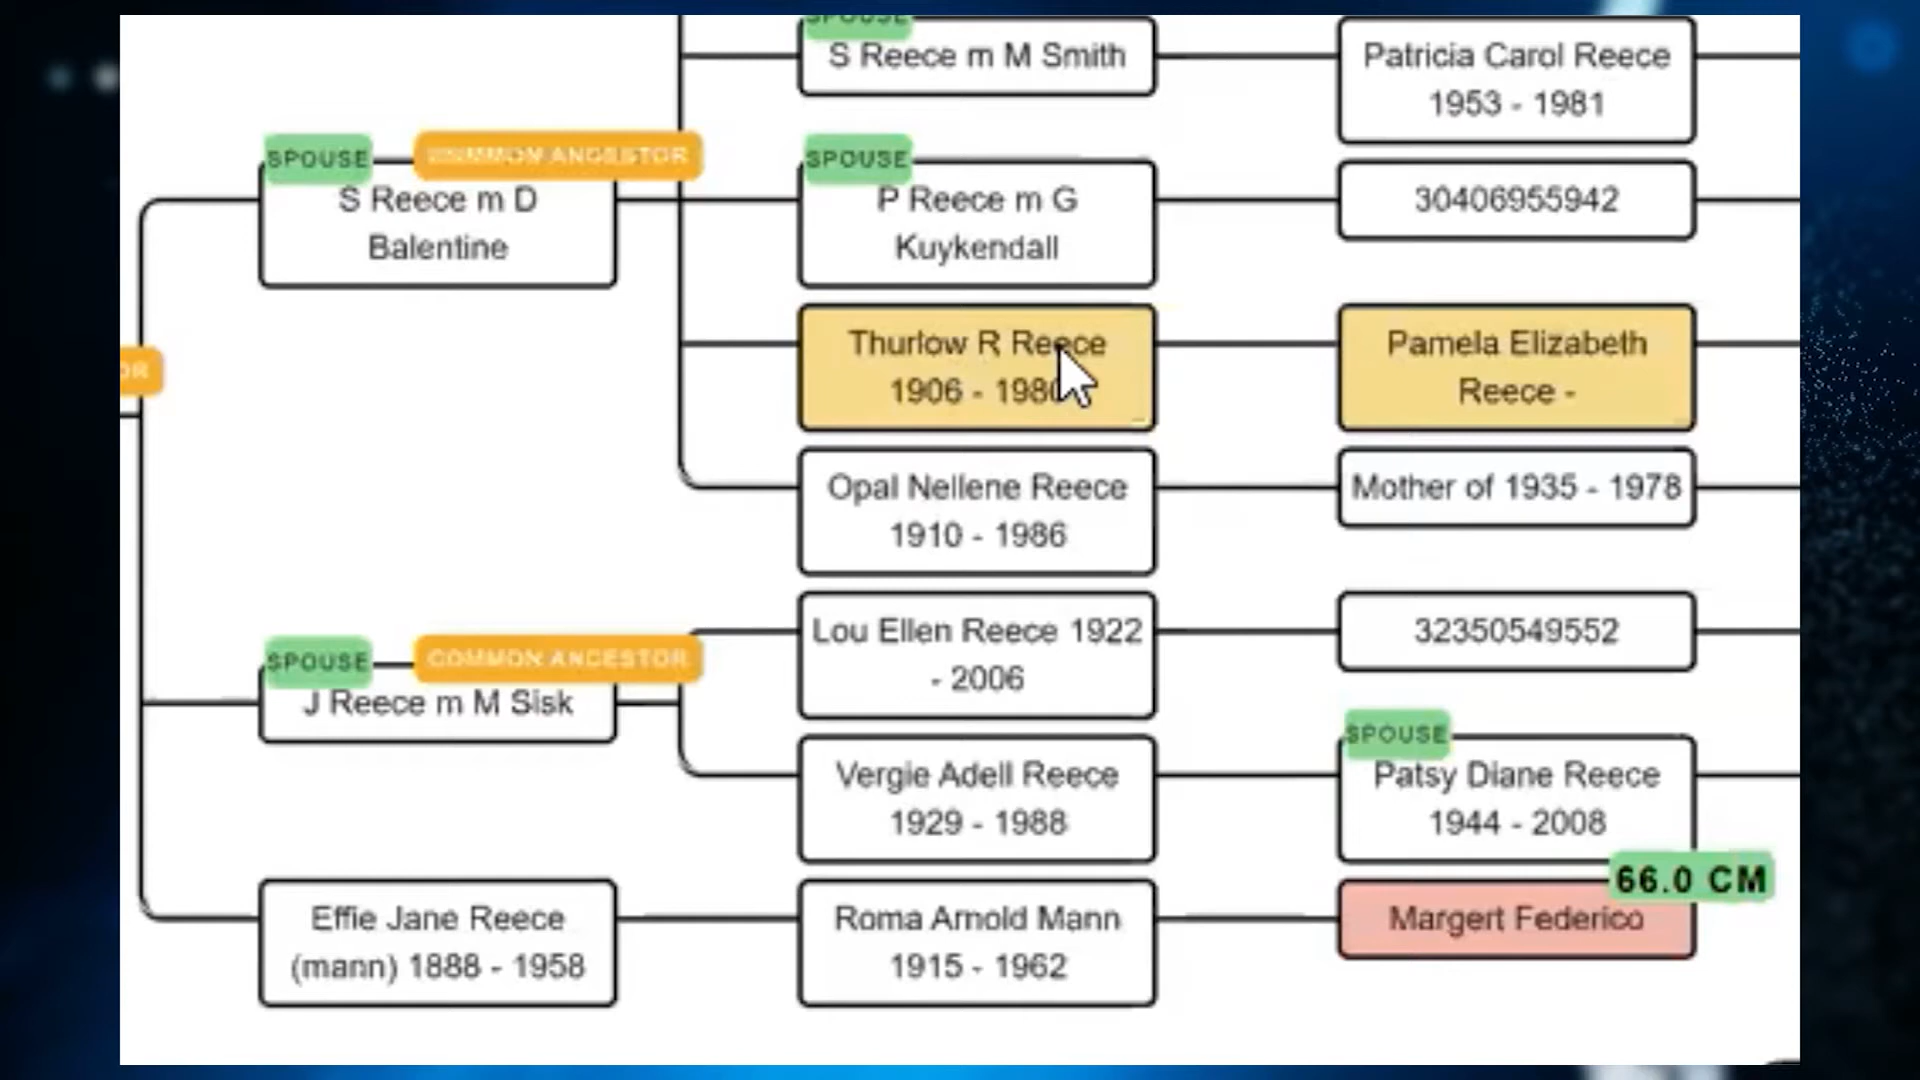 SPOUSE
S Reece m M Smith
Patricia Carol Reece
1953 - 1981
SPOUSE
COMMON ANCESTOR
S Reece m D
Balentine
SPOUSE
P Reece m G
Kuykendall
30406955942
OR
Thurlow R Reece
1906 - 1980
Pamela Elizabeth
Reece -
Opal Nellene Reece
1910 - 1986
Mother of 1935 - 1978
SPOUSE
COMMON ANCESTOR
J Reece m M Sisk
Lou Ellen Reece 1922
- 2006
32350549552
Vergie Adell Reece
1929 - 1988
SPOUSE
Patsy Diane Reece
1944 - 2008
Effie Jane Reece
(mann) 1888 - 1958
Roma Arnold Mann
1915 - 1962
66.0 CM
Margert Federico